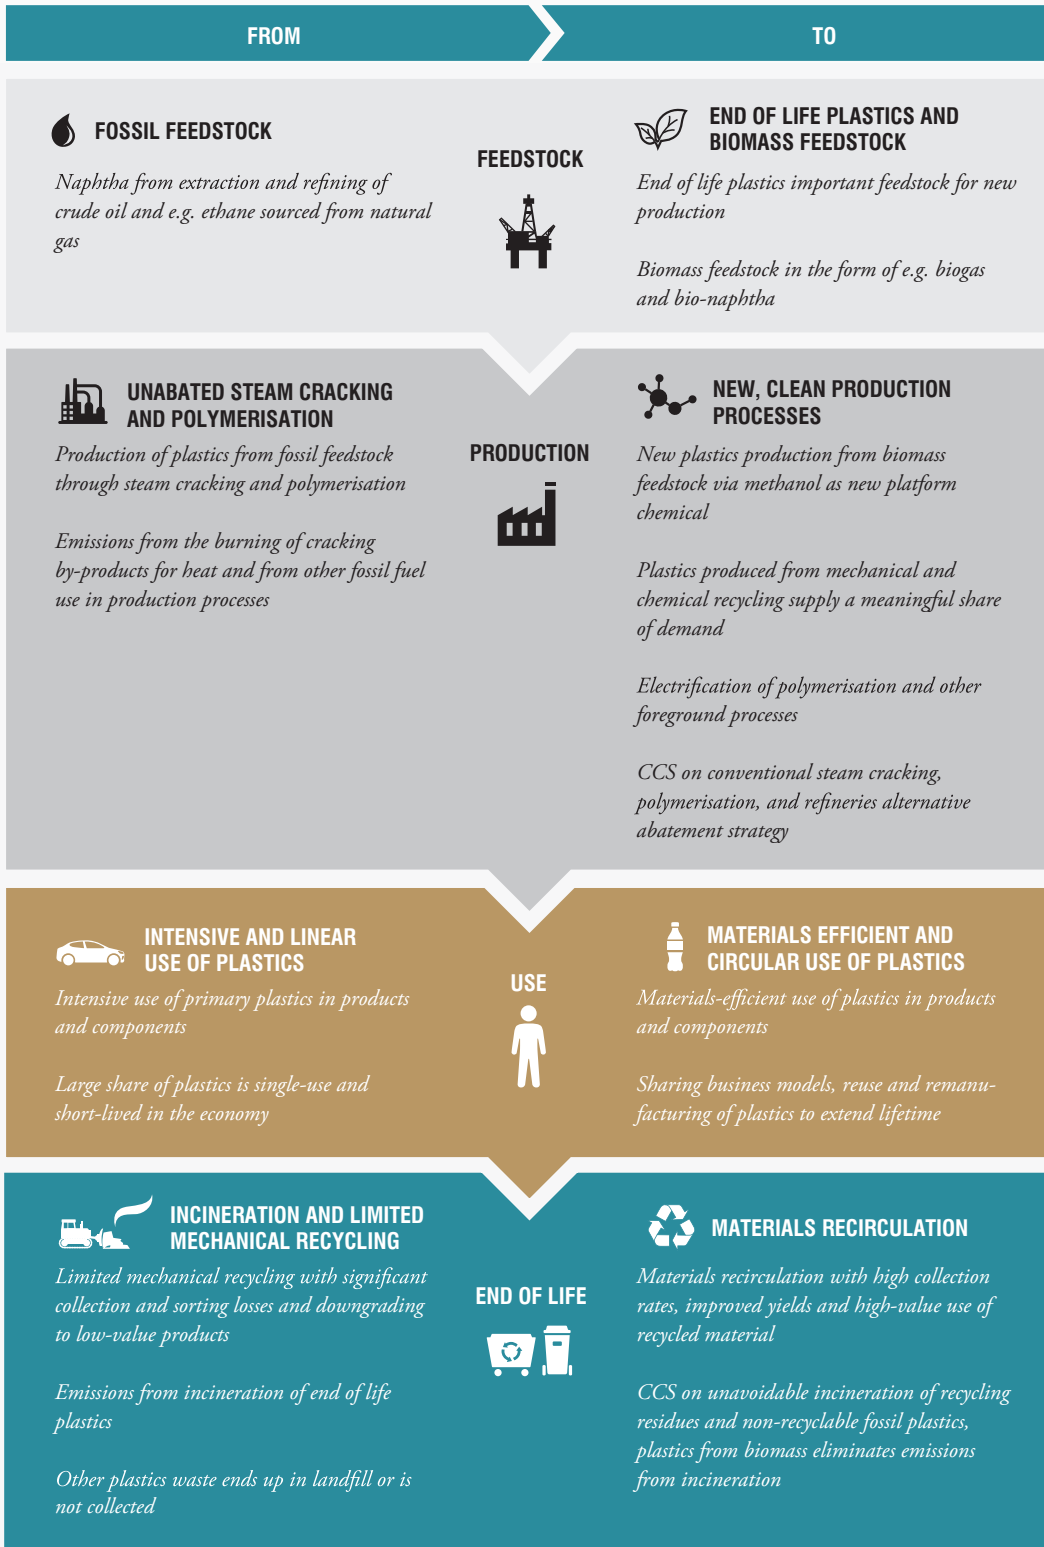 FROM
TO
FOSSIL FEEDSTOCK
Naphtha from extraction and refining of
crude oil and e.g. ethane sourced from natural
gas
FEEDSTOCK
END OF LIFE PLASTICS AND
BIOMASS FEEDSTOCK
End of life plastics important feedstock for new
production
Biomass feedstock in the form of e.g. biogas
and bio-naphtha
UNABATED STEAM CRACKING
AND POLYMERISATION
Production of plastics from fossil feedstock
through steam cracking and polymerisation
Emissions from the burning of cracking
by-products for heat and from other fossil fuel
use in production processes
PRODUCTION
NEW, CLEAN PRODUCTION
PROCESSES
New plastics production from biomass
feedstock via methanol as new platform
chemical
Plastics produced from mechanical and
chemical recycling supply a meaningful share
of demand
Electrification of polymerisation and other
foreground processes
CCS on conventional steam cracking,
polymerisation, and refineries alternative
abatement strategy
INTENSIVE AND LINEAR
USE OF PLASTICS
Intensive use of primary plastics in products
and components
Large share of plastics is single-use and
short-lived in the economy
USE
MATERIALS EFFICIENT AND
CIRCULAR USE OF PLASTICS
Materials-efficient use of plastics in products
and components
Sharing business models, reuse and remanu-
facturing of plastics to extend lifetime
INCINERATION AND LIMITED
MECHANICAL RECYCLING
Limited mechanical recycling with significant
collection and sorting losses and downgrading
to low-value products
Emissions from incineration of end of life
plastics
Other plastics waste ends up in landfill or is
not collected
END OF LIFE
MATERIALS RECIRCULATION
Materials recirculation with high collection
rates, improved yields and high-value use of
recycled material
CCS on unavoidable incineration of recycling
residues and non-recyclable fossil plastics,
plastics from biomass eliminates emissions
from incineration